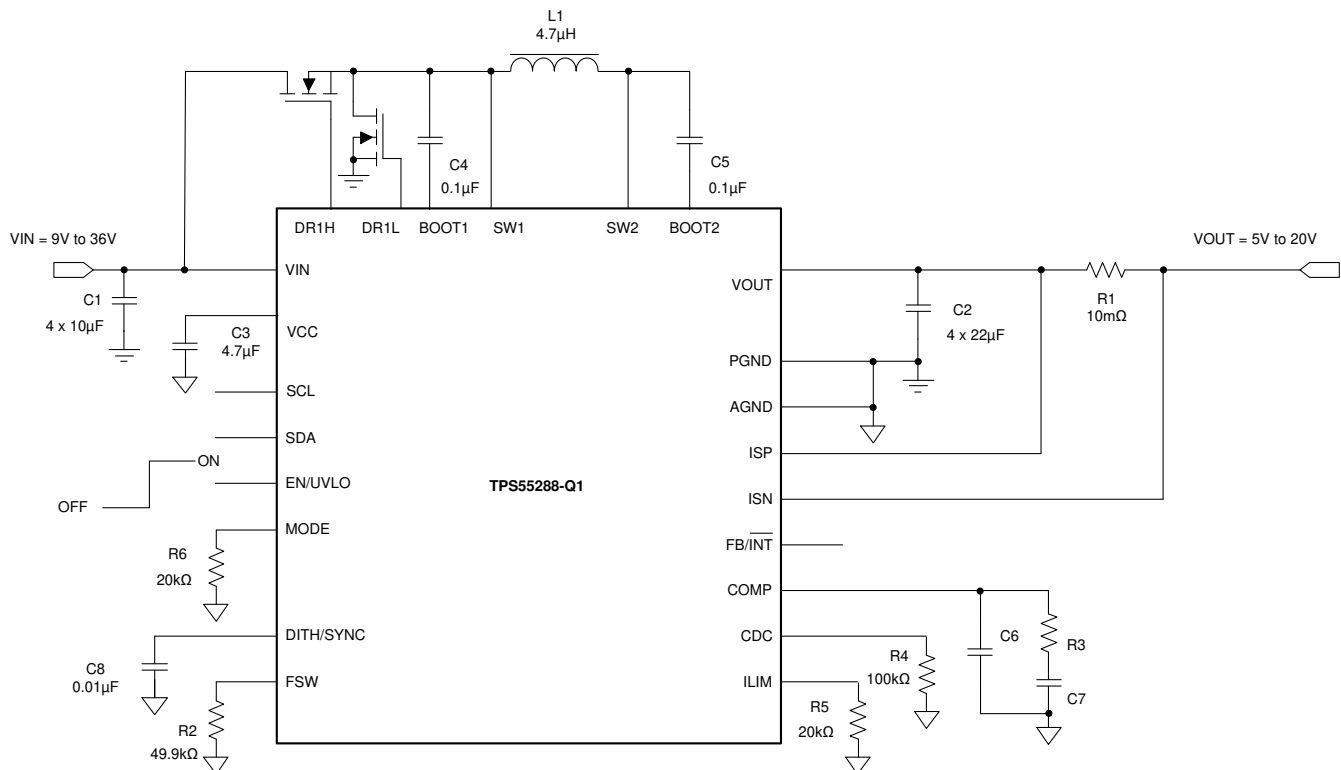 L1
4.7µH
C4
0.1µF
C5
0.1µF
DR1H
DR1L
BOOT1
SW1
SW2
BOOT2
VIN = 9V to 36V
VOUT = 5V to 20V
VIN
VOUT
C1
4 x 10µF
C3
4.7µF
VCC
R1
10mΩ
C2
4 x 22µF
PGND
SCL
AGND
SDA
ISP
ON
OFF
EN/UVLO
TPS55288-Q1
ISN
MODE
FB/INT
R6
20kΩ
COMP
DITH/SYNC
CDC
C6
R3
C8
0.01µF
FSW
ILIM
R4
100kΩ
C7
R2
49.9kΩ
R5
20kΩ